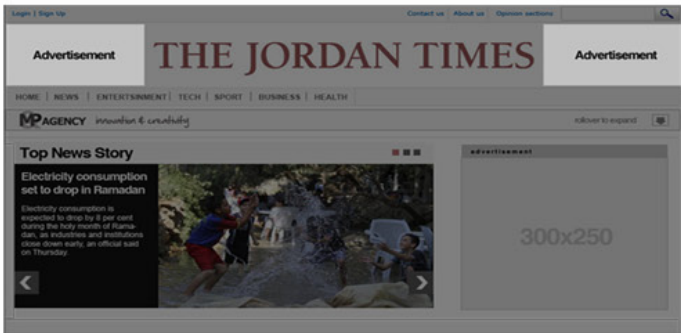 Login | Sign Up
Contact us About us Opinion sections
Advertisement
THE JORDAN TIMES
Advertisement
HOME | NEWS | ENTERTSINMENT | TECH | SPORT | BUSINESS | HEALTH
MP AGENCY innovation & creativity
rollover to expand
Top News Story
advertisement
Electricity consumption
set to drop in Ramadan
Electricity consumption is
expected to drop by 8 per cent
during the holy month of Rama-
dan, as industries and institutions
close down early, an official said
on Thursday.
300x250